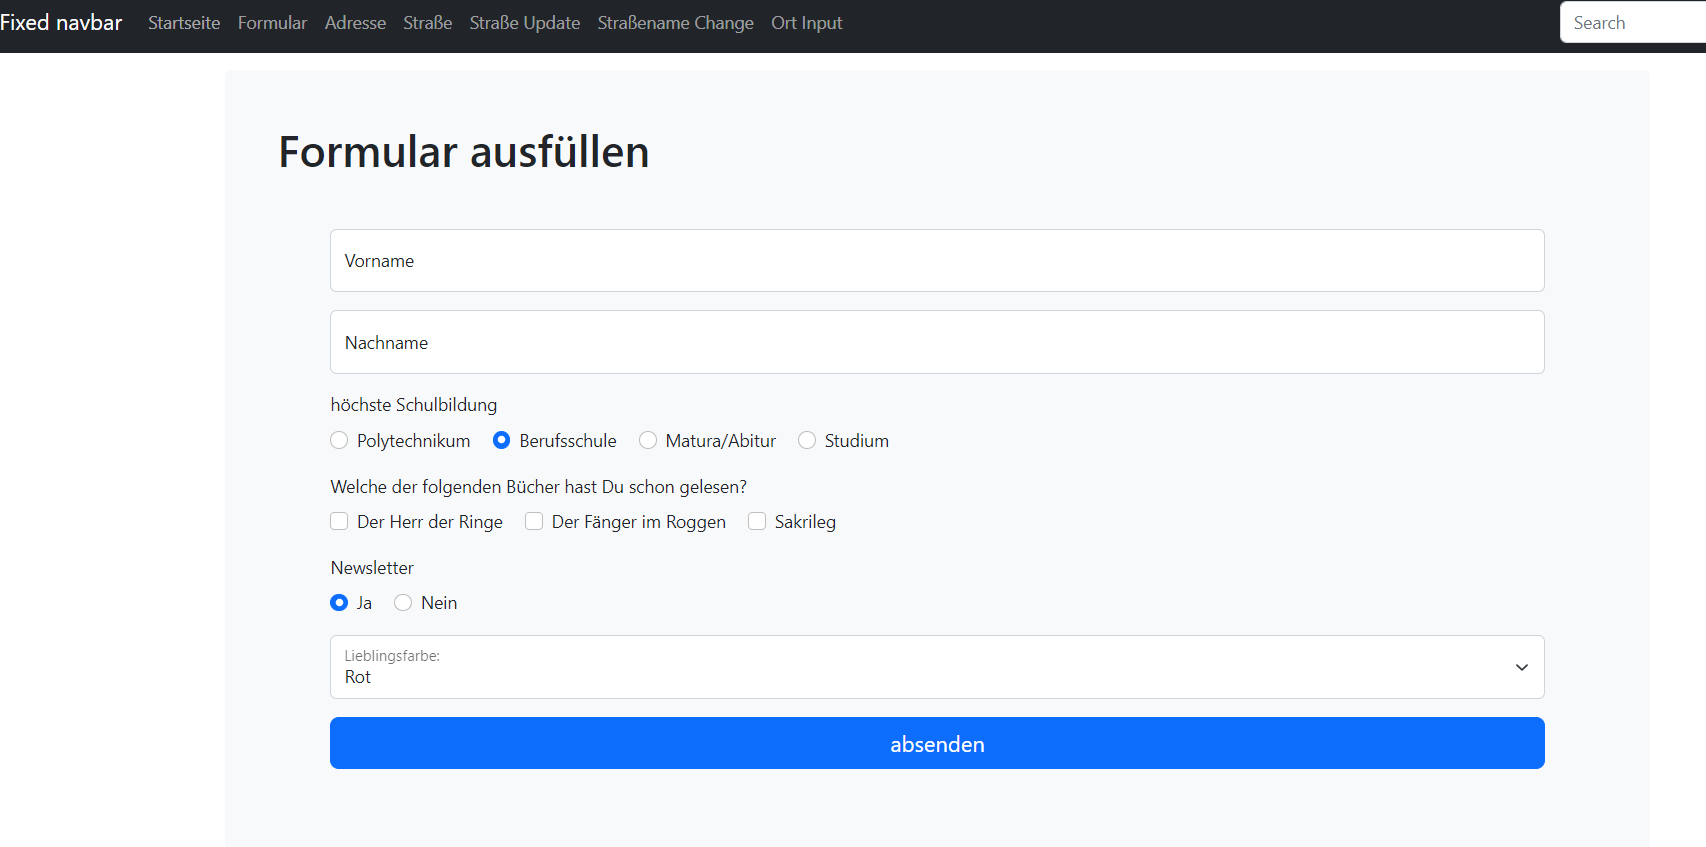 Fixed navbar Startseite Formular Adresse Straße Straße Update Straßename Change Ort Input Search
Formular ausfüllen
Vorname
Nachname
höchste Schulbildung
Polytechnikum Berufsschule Matura/Abitur Studium
Welche der folgenden Bücher hast Du schon gelesen?
Der Herr der Ringe Der Fänger im Roggen Sakrileg
Newsletter
Ja Nein
Lieblingsfarbe:
Rot
absenden